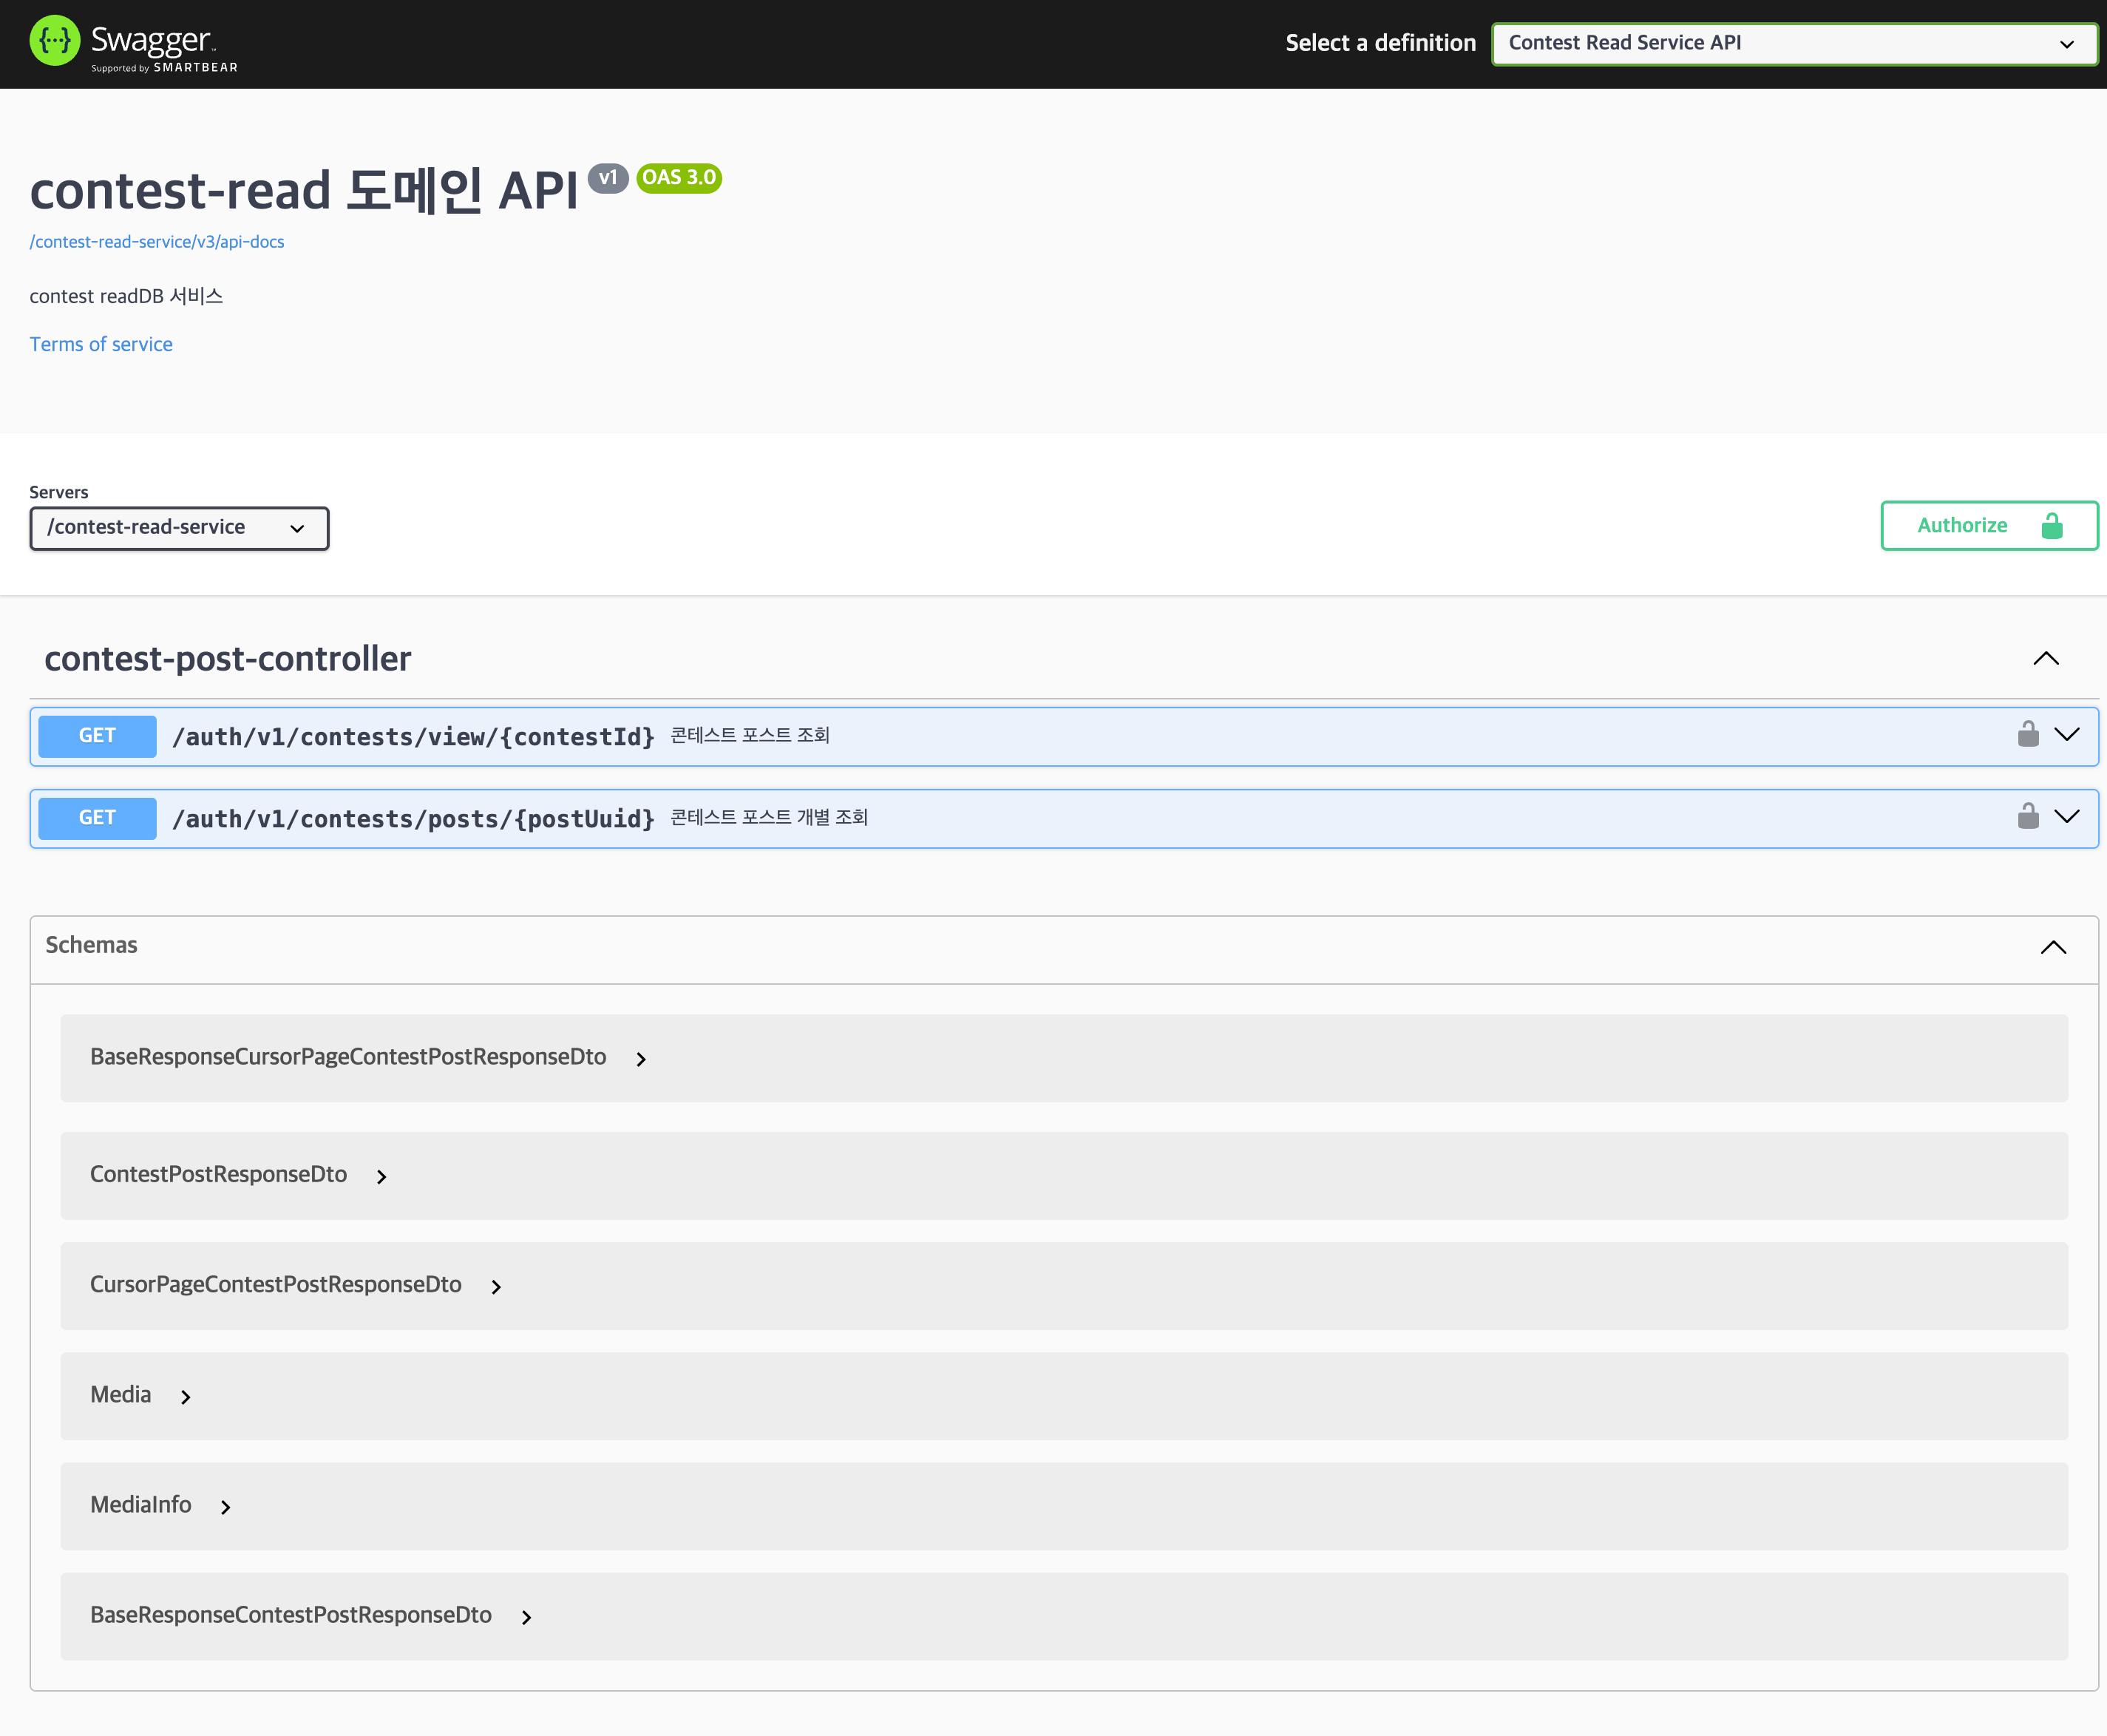 Swagger™
Supported by SMARTBEAR
Select a definition
Contest Read Service API
contest-read 도메인 API v1 OAS 3.0
/contest-read-service/v3/api-docs
contest readDB 서비스
Terms of service
Servers
/contest-read-service
Authorize
contest-post-controller
GET /auth/v1/contests/view/{contestId} 콘테스트 포스트 조회
GET /auth/v1/contests/posts/{postUuid} 콘테스트 포스트 개별 조회
Schemas
BaseResponseCursorPageContestPostResponseDto
ContestPostResponseDto
CursorPageContestPostResponseDto
Media
MediaInfo
BaseResponseContestPostResponseDto